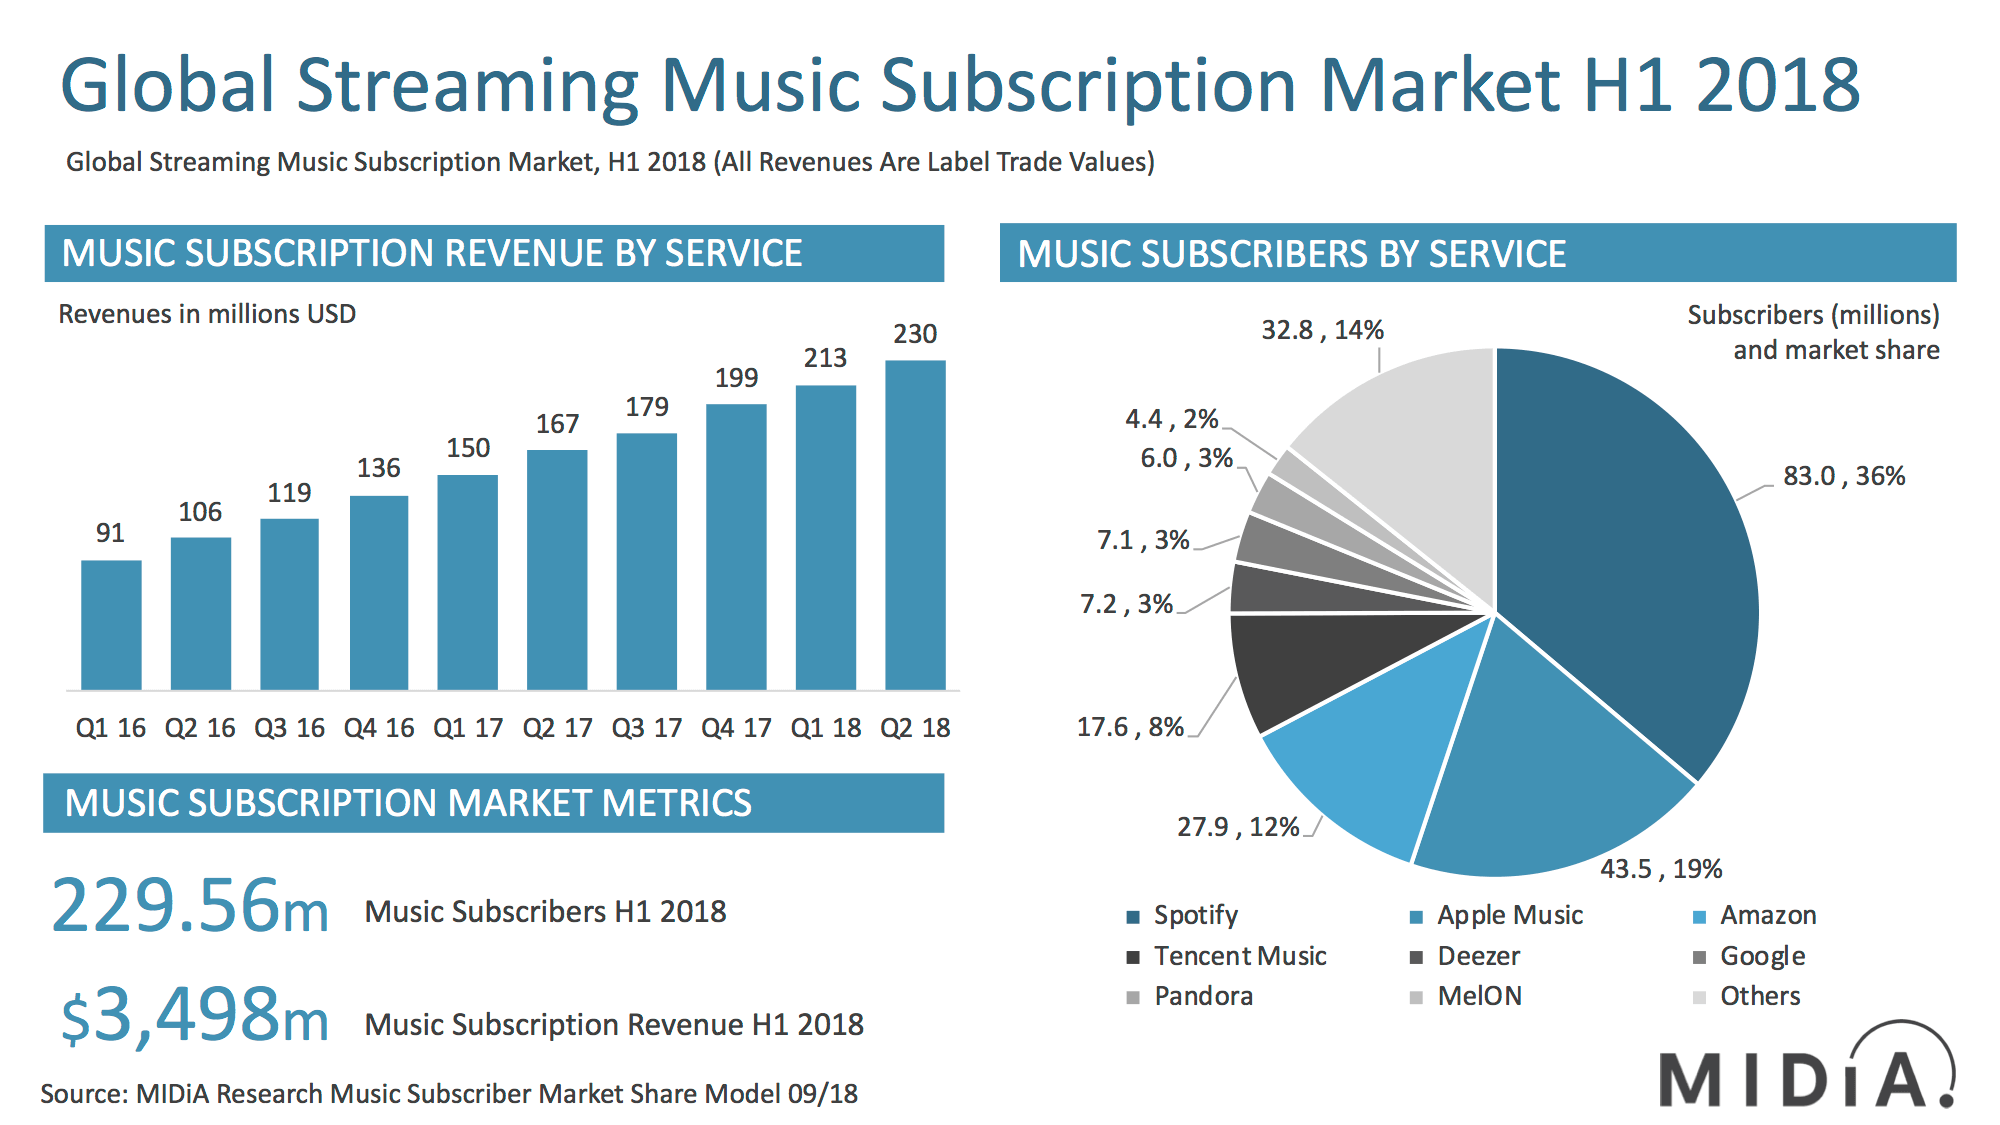 Global Streaming Music Subscription Market H1 2018
Global Streaming Music Subscription Market, H1 2018 (All Revenues Are Label Trade Values)
MUSIC SUBSCRIPTION REVENUE BY SERVICE
Revenues in millions USD
91
106
119
136
150
167
179
199
213
230
Q1 16
Q2 16
Q3 16
Q4 16
Q1 17
Q2 17
Q3 17
Q4 17
Q1 18
Q2 18
MUSIC SUBSCRIPTION MARKET METRICS
229.56m
Music Subscribers H1 2018
$3,498m
Music Subscription Revenue H1 2018
Source: MIDiA Research Music Subscriber Market Share Model 09/18
MUSIC SUBSCRIBERS BY SERVICE
Subscribers (millions)
and market share
32.8 , 14%
4.4 , 2%
6.0 , 3%
7.1 , 3%
7.2 , 3%
17.6 , 8%
27.9 , 12%
43.5 , 19%
83.0 , 36%
Spotify
Apple Music
Amazon
Tencent Music
Deezer
Google
Pandora
MelON
Others
MIDiA.